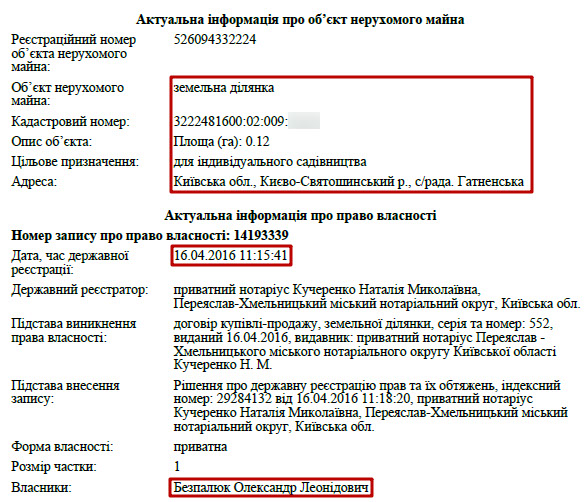 Актуальна інформація про об’єкт нерухомого майна
Реєстраційний номер 526094332224
об’єкта нерухомого
майна:
Об’єкт нерухомого земельна ділянка
майна:
Кадастровий номер: 3222481600:02:009:
Опис об’єкта: Площа (га): 0.12
Цільове призначення: для індивідуального садівництва
Адреса: Київська обл., Києво-Святошинський р., с/рада. Гатненська
Актуальна інформація про право власності
Номер запису про право власності: 14193339
Дата, час державної 16.04.2016 11:15:41
реєстрації:
Державний реєстратор: приватний нотаріус Кучеренко Наталія Миколаївна,
Переяслав-Хмельницький міський нотаріальний округ, Київська обл.
Підстава виникнення договір купівлі-продажу, земельної ділянки, серія та номер: 552,
права власності: виданий 16.04.2016, видавник: приватний нотаріус Переяслав -
Хмельницького міського нотаріального округу Київської області
Кучеренко Н. М.
Підстава внесення Рішення про державну реєстрацію прав та їх обтяжень, індексний
запису: номер: 29284132 від 16.04.2016 11:18:20, приватний нотаріус
Кучеренко Наталія Миколаївна, Переяслав-Хмельницький міський
нотаріальний округ, Київська обл.
Форма власності: приватна
Розмір частки: 1
Власники: Безпалюк Олександр Леонідович